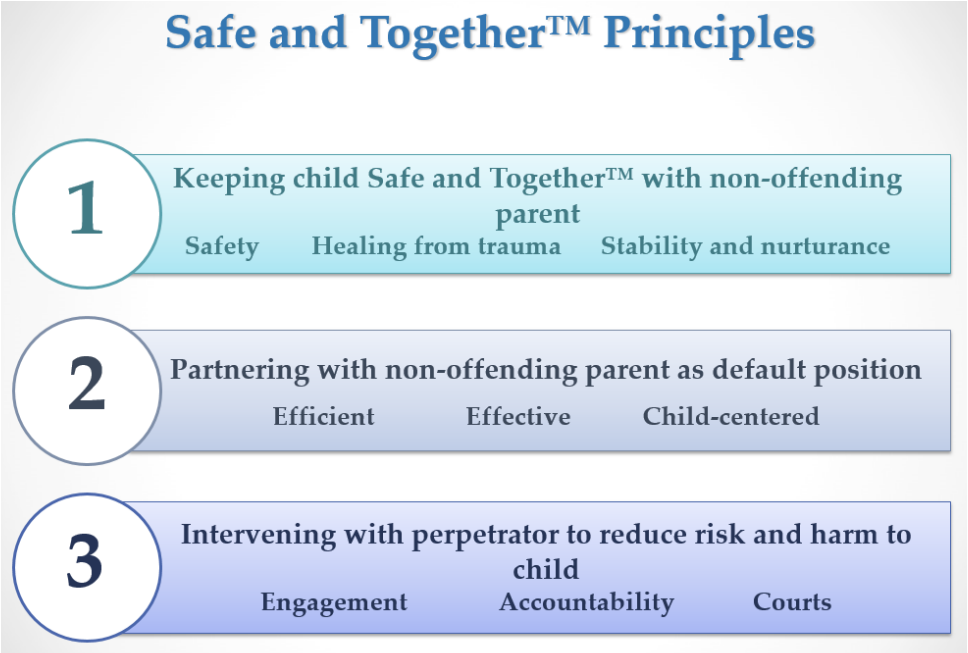 Safe and Together™ Principles
1
Keeping child Safe and Together™ with non-offending
parent
Safety Healing from trauma Stability and nurturance
2
Partnering with non-offending parent as default position
Efficient Effective Child-centered
3
Intervening with perpetrator to reduce risk and harm to
child
Engagement Accountability Courts